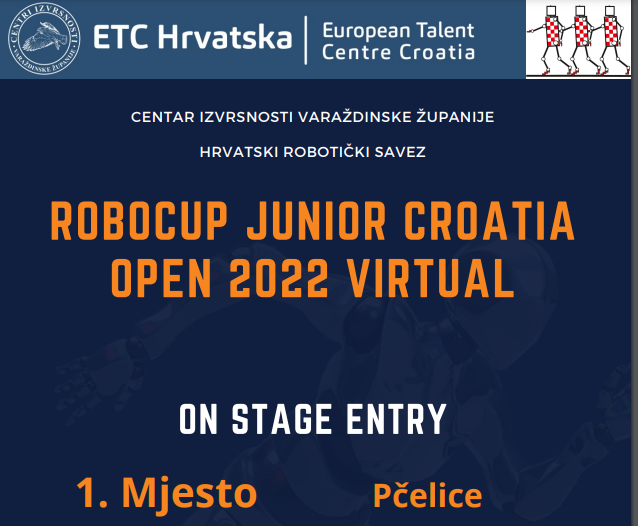 CENTRI IZVRSNOSTI
VARAŽDINSKE ŽUPANIJE
ETC Hrvatska
European Talent
Centre Croatia
CENTAR IZVRSNOSTI VARAŽDINSKE ŽUPANIJE
HRVATSKI ROBOTIČKI SAVEZ
ROBOCUP JUNIOR CROATIA
OPEN 2022 VIRTUAL
ON STAGE ENTRY
1. Mjesto Pčelice